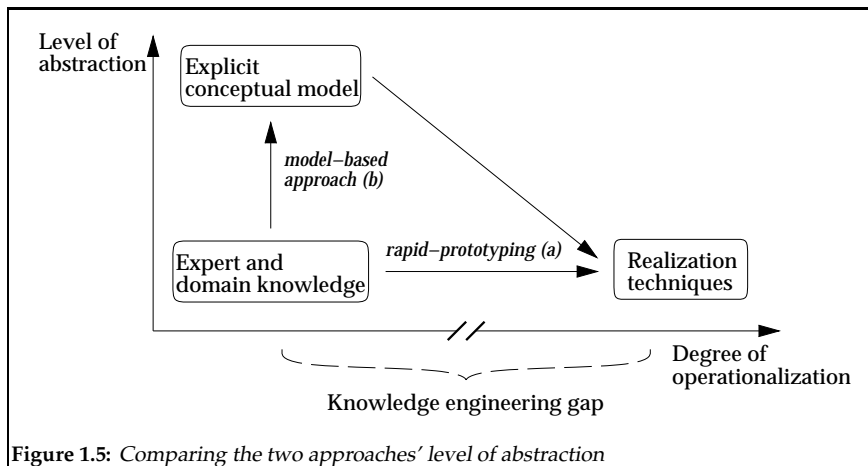 Level of
abstraction
Explicit
conceptual model
model–based
approach (b)
Expert and
domain knowledge
rapid–prototyping (a)
Realization
techniques
Degree of
operationalization
Knowledge engineering gap
Figure 1.5: Comparing the two approaches’ level of abstraction